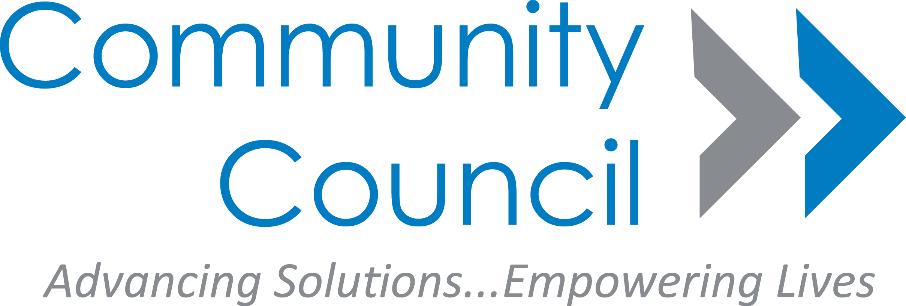 Community
Council
Advancing Solutions...Empowering Lives